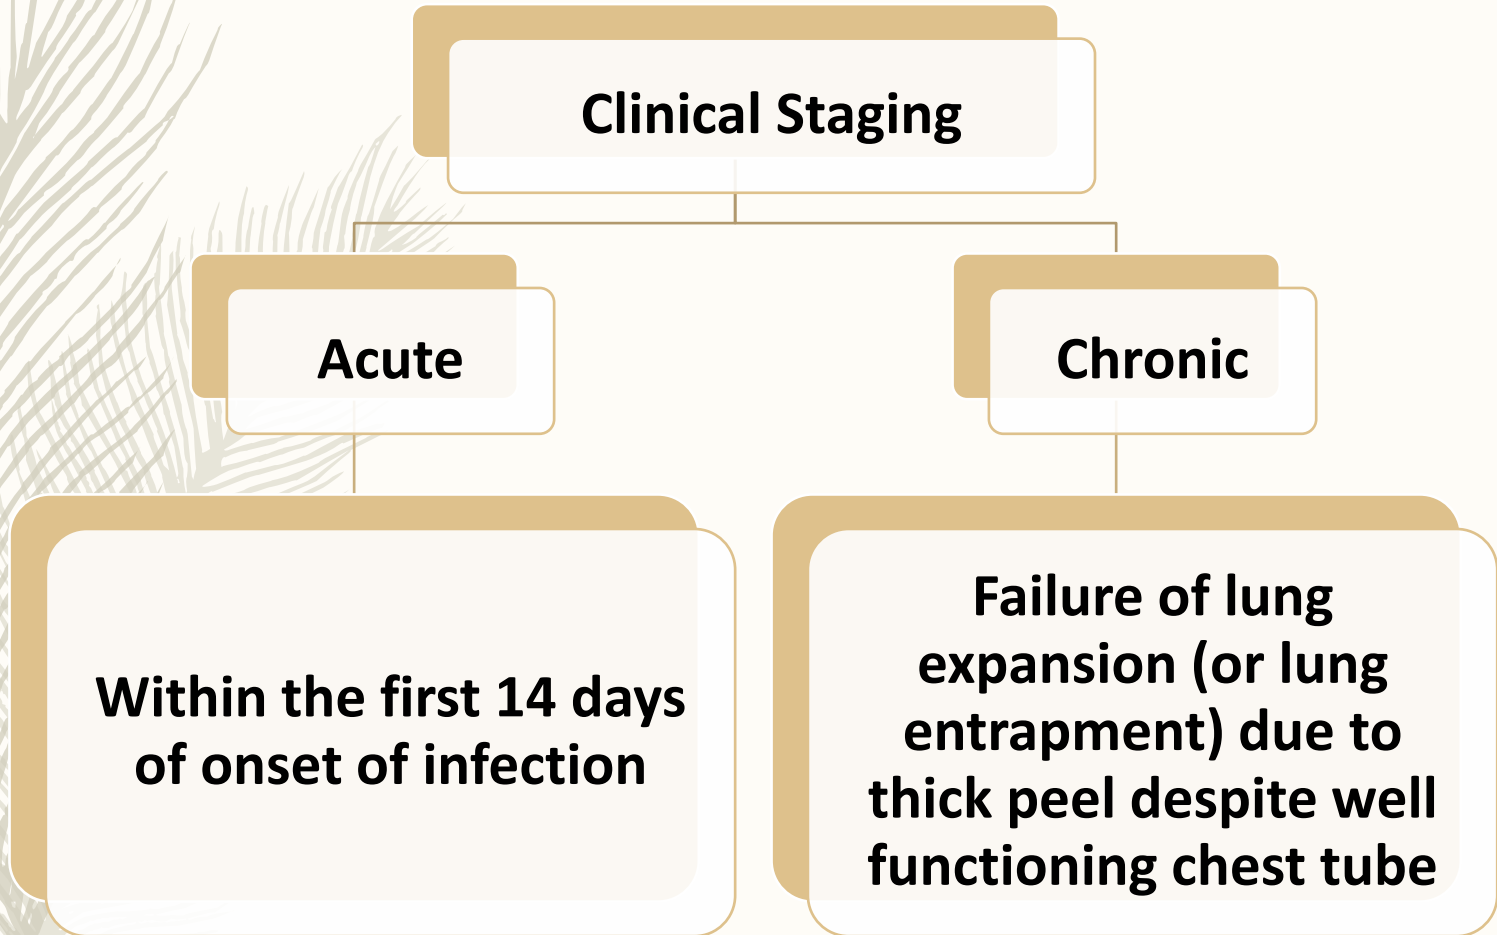 Clinical Staging
Acute
Chronic
Within the first 14 days
of onset of infection
Failure of lung
expansion (or lung
entrapment) due to
thick peel despite well
functioning chest tube